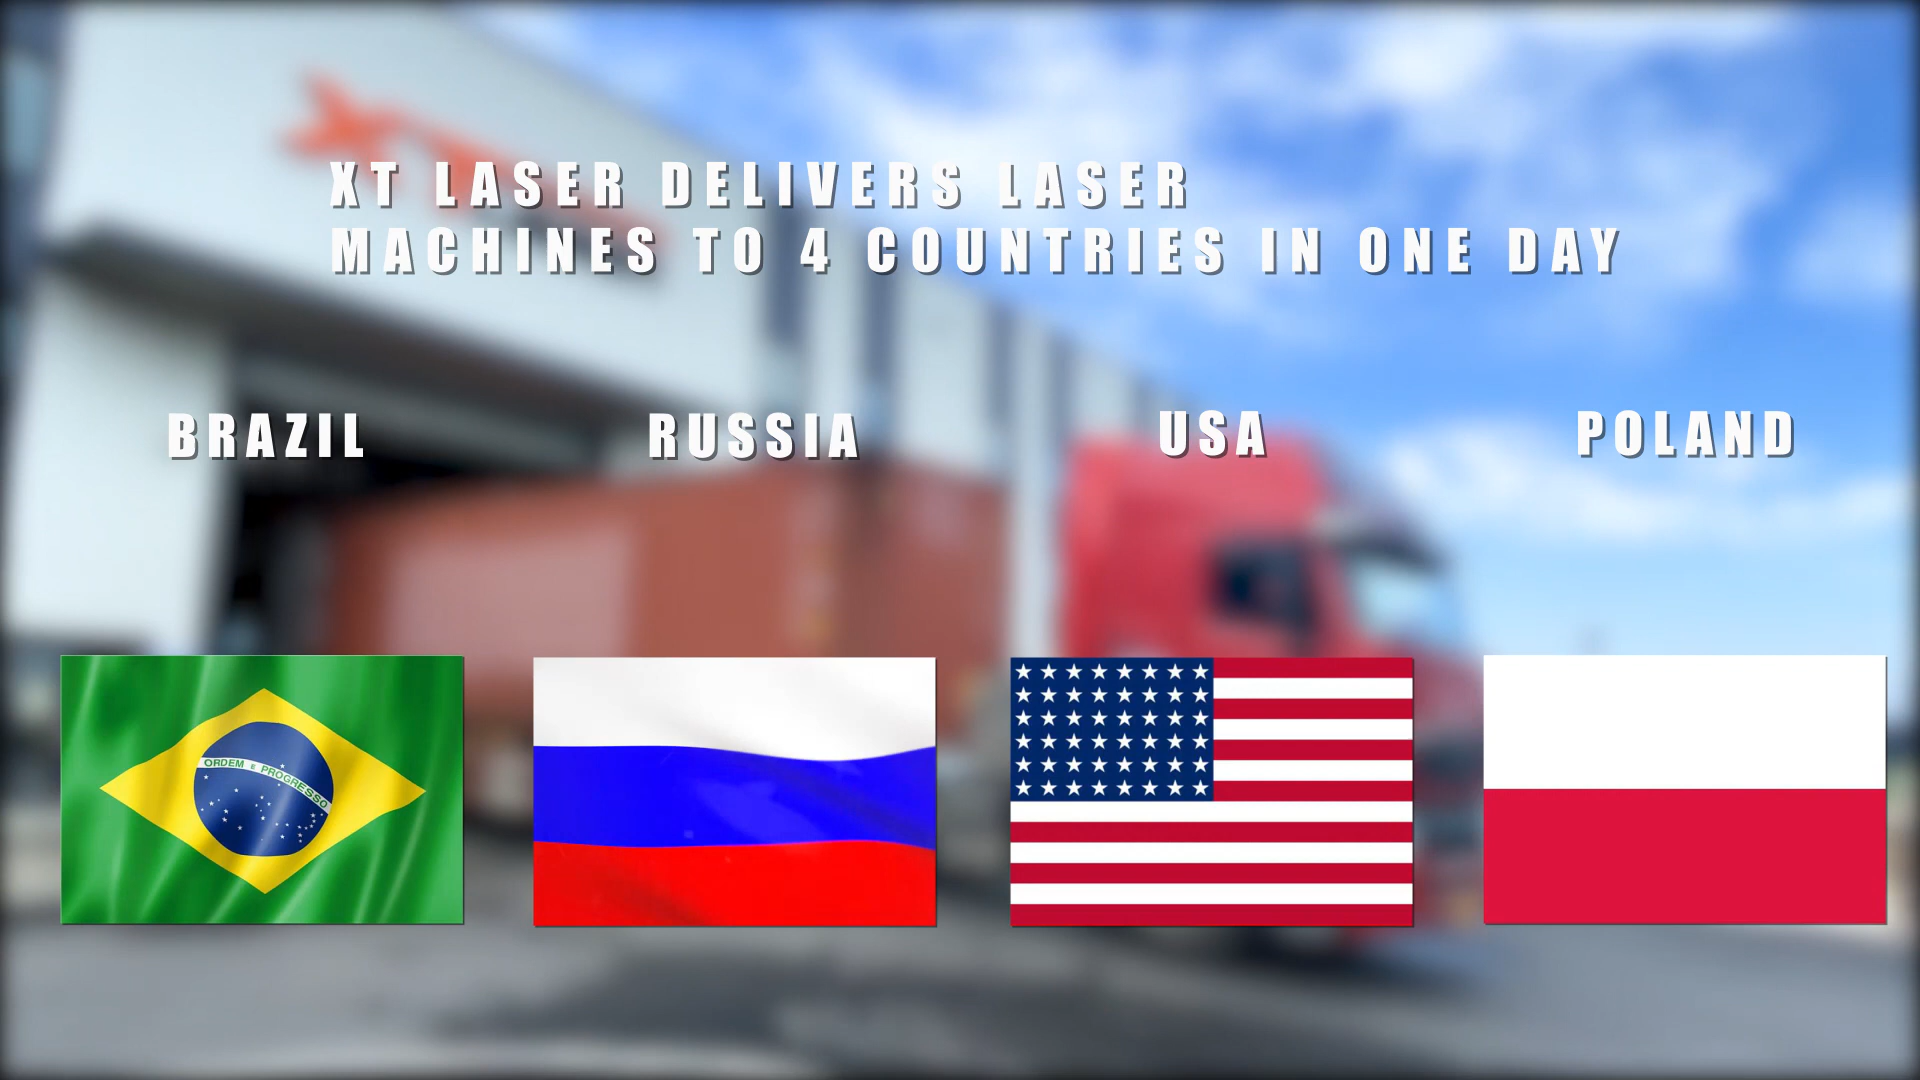 XT LASER DELIVERS LASER
MACHINES TO 4 COUNTRIES IN ONE DAY
BRAZIL
RUSSIA
USA
POLAND
ORDEM E PROGRESSO